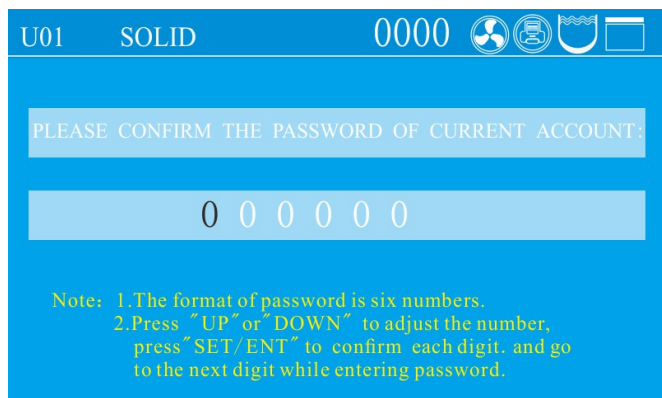 U01 SOLID 0000
PLEASE CONFIRM THE PASSWORD OF CURRENT ACCOUNT:
0 0 0 0 0 0
Note: 1.The format of password is six numbers.
2.Press ″UP″or″DOWN″ to adjust the number,
press″SET/ENT″ to confirm each digit. and go
to the next digit while entering password.